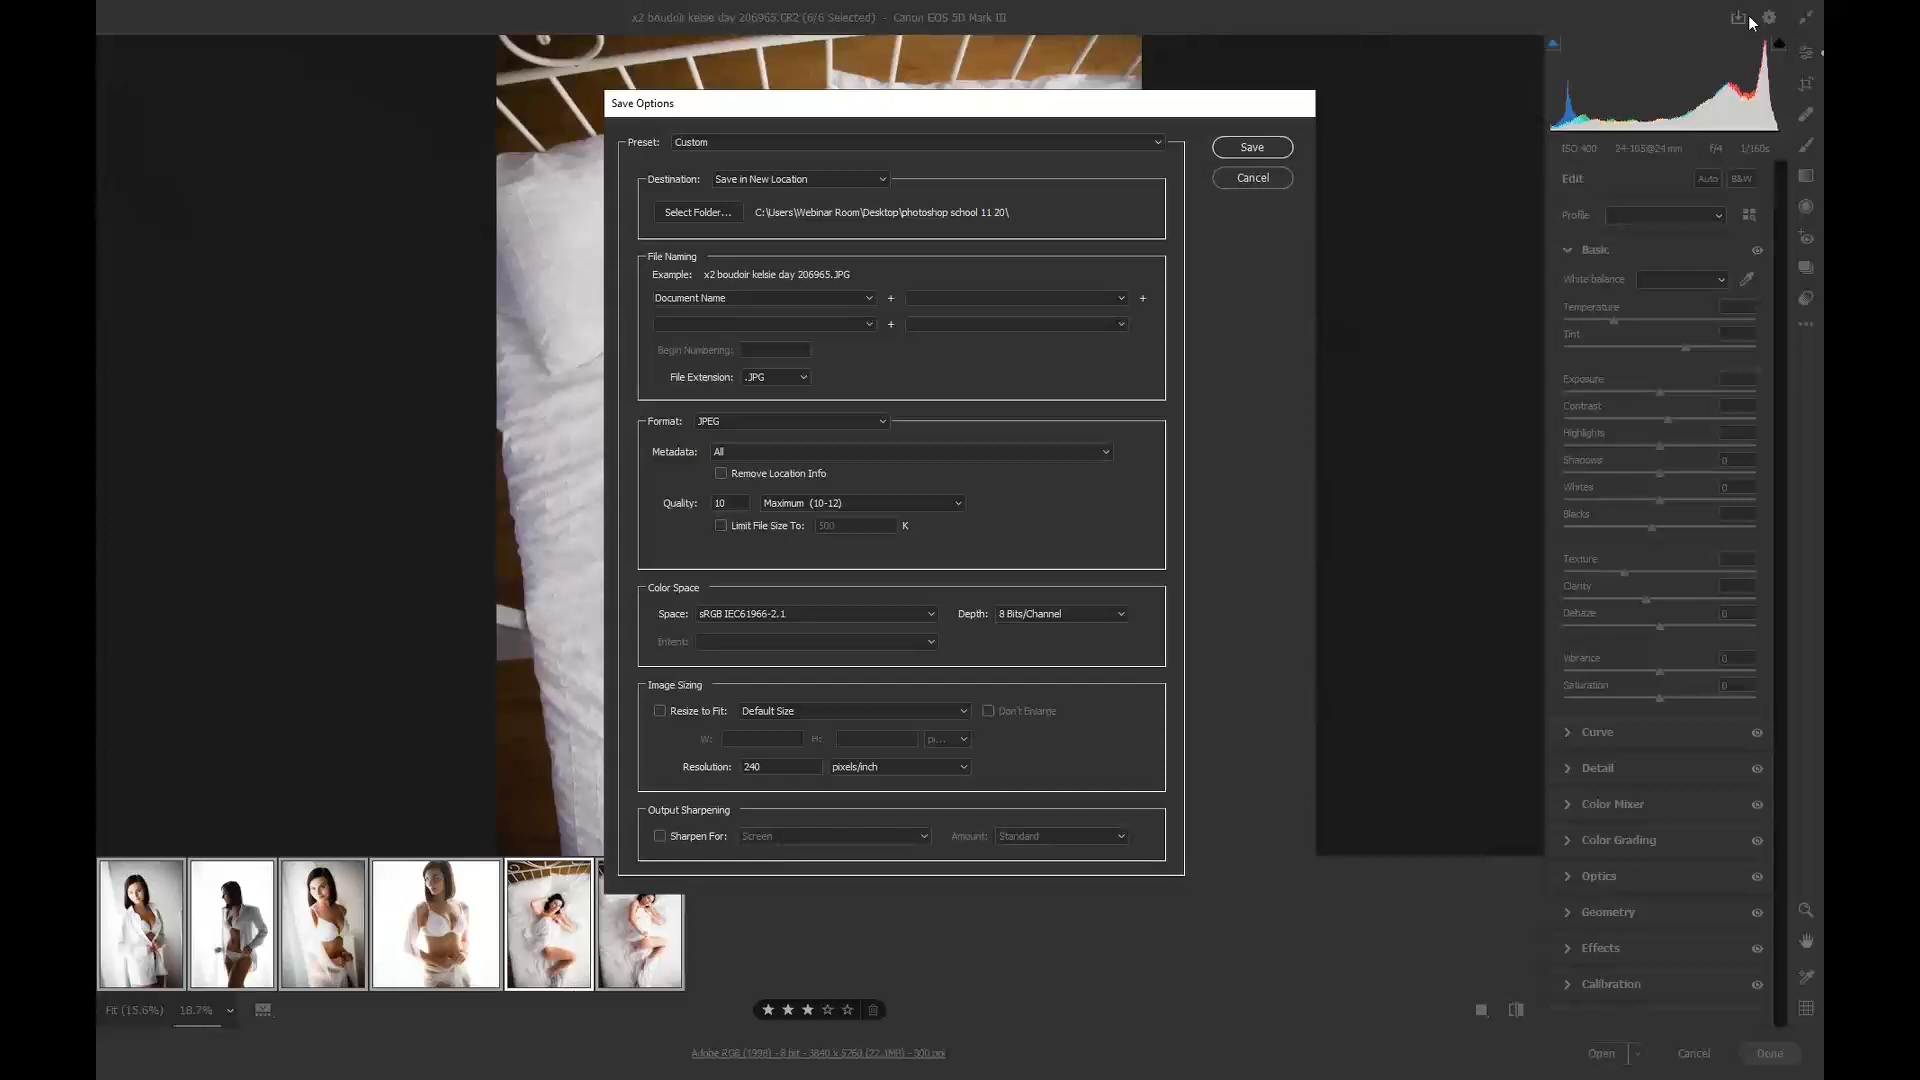 x2 boudoir kelsie day 206965.CR2 (6/6 Selected) - Canon EOS 5D Mark III
Save Options
Preset: Custom
Save
Cancel
Destination: Save in New Location
Select Folder... C:\Users\Webinar Room\Desktop\photoshop school 11 20\
File Naming
Example: x2 boudoir kelsie day 206965.JPG
Document Name + +
+
Begin Numbering:
File Extension: .JPG
Format: JPEG
Metadata: All
Remove Location Info
Quality: 10 Maximum (10-12)
Limit File Size To: 500 K
Color Space
Space: sRGB IEC61966-2.1 Depth: 8 Bits/Channel
Intent:
Image Sizing
Resize to Fit: Default Size Don't Enlarge
W: H: pi...
Resolution: 240 pixels/inch
Output Sharpening
Sharpen For: Screen Amount: Standard
ISO 400 24-105@24 mm f/4 1/160s
Edit Auto B&W
Profile
Basic
White balance
Temperature
Tint
Exposure
Contrast
Highlights
Shadows 0
Whites 0
Blacks
Texture
Clarity
Dehaze 0
Vibrance 0
Saturation 0
Curve
Detail
Color Mixer
Color Grading
Optics
Geometry
Effects
Calibration
Fit (15.6%) 18.7%
Adobe RGB (1998) - 8 bit - 3840 x 5760 (22.1MP) - 300 ppi
Open Cancel Done